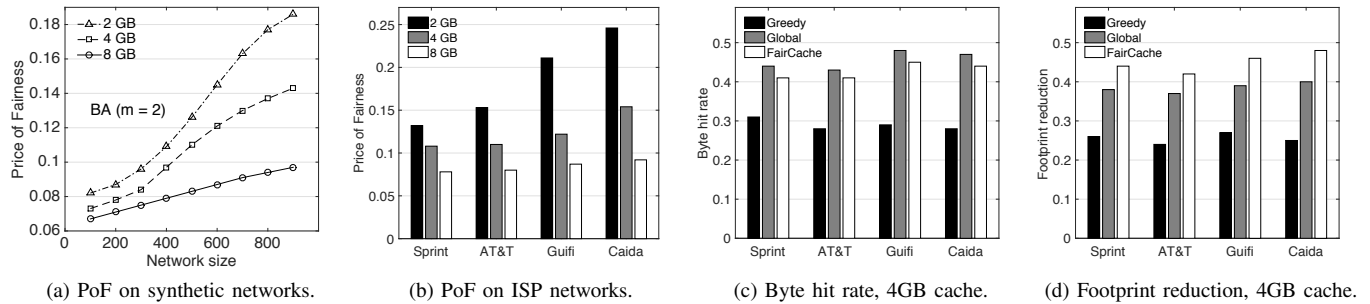 0.18
0.16
0.14
0.12
0.1
0.08
0.06
Price of Fairness
2 GB
4 GB
8 GB
BA (m = 2)
0 200 400 600 800
Network size
(a) PoF on synthetic networks.
0.25
0.2
0.15
0.1
0.05
0.00
Price of Fairness
2 GB
4 GB
8 GB
Sprint AT&T Guifi Caida
(b) PoF on ISP networks.
0.5
0.4
0.3
0.2
0.1
0
Byte hit rate
Greedy
Global
FairCache
Sprint AT&T Guifi Caida
(c) Byte hit rate, 4GB cache.
0.5
0.4
0.3
0.2
0.1
0
Footprint reduction
Greedy
Global
FairCache
Sprint AT&T Guifi Caida
(d) Footprint reduction, 4GB cache.